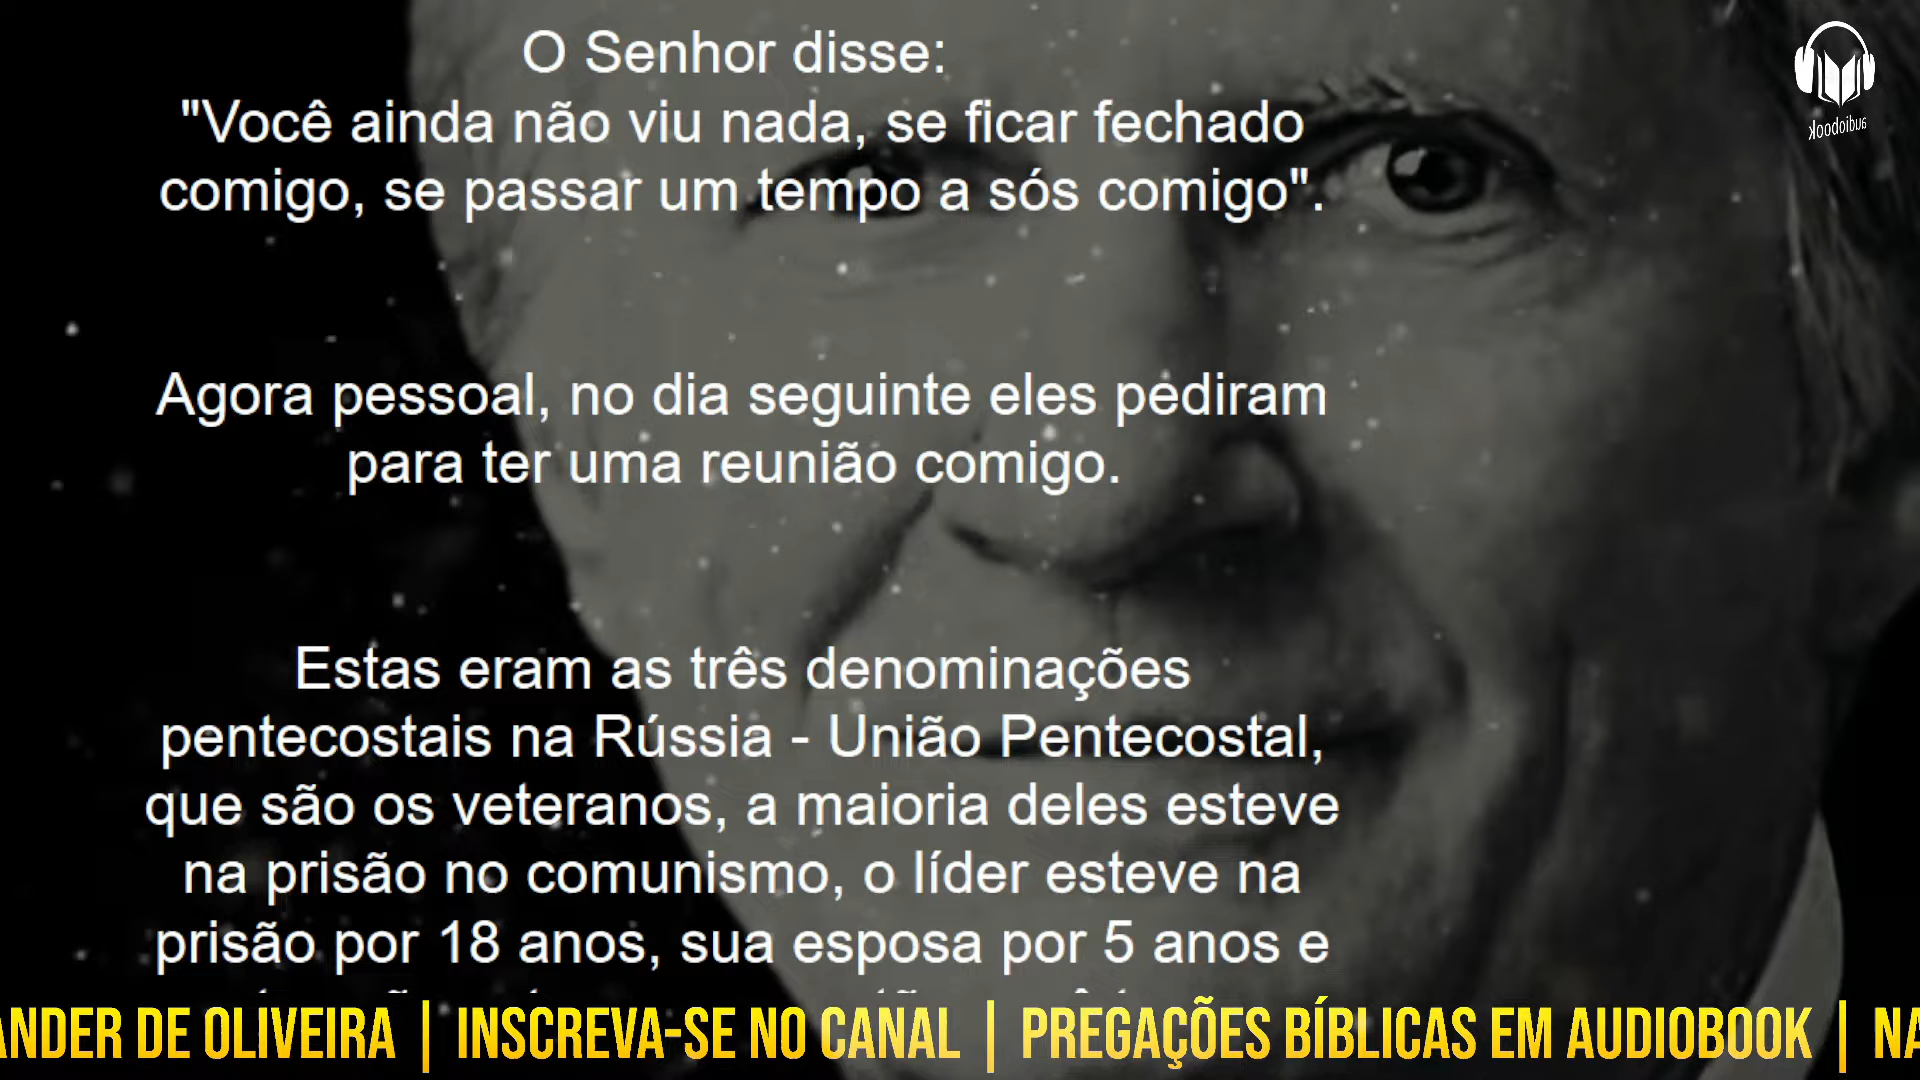 O Senhor disse:
"Você ainda não viu nada, se ficar fechado
comigo, se passar um tempo a sós comigo".
Agora pessoal, no dia seguinte eles pediram
para ter uma reunião comigo.
Estas eram as três denominações
pentecostais na Rússia - União Pentecostal,
que são os veteranos, a maioria deles esteve
na prisão no comunismo, o líder esteve na
prisão por 18 anos, sua esposa por 5 anos e
ANDER DE OLIVEIRA | INSCREVA-SE NO CANAL | PREGAÇÕES BÍBLICAS EM AUDIOBOOK | NA
audiobook